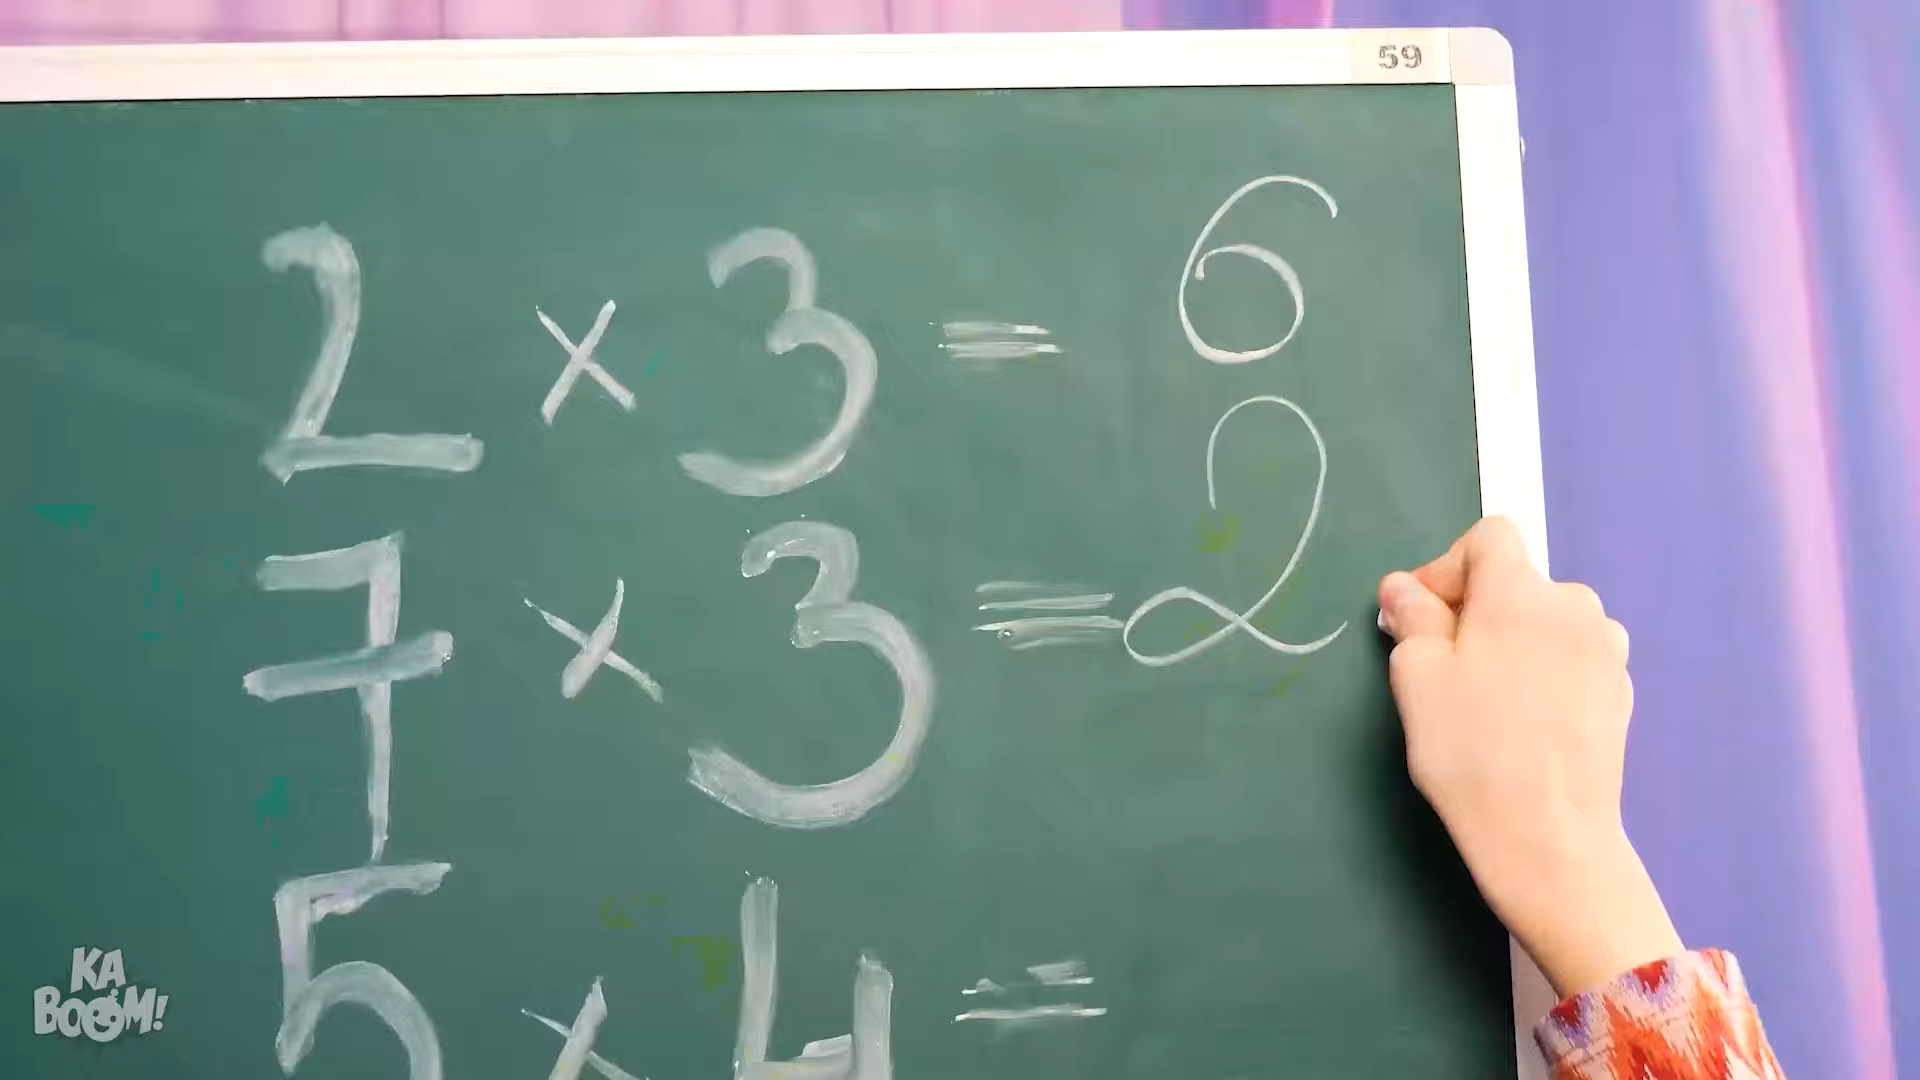 59
2 × 3 = 6
7 × 3 = 2
5 × 4 =
KA
BOOM!